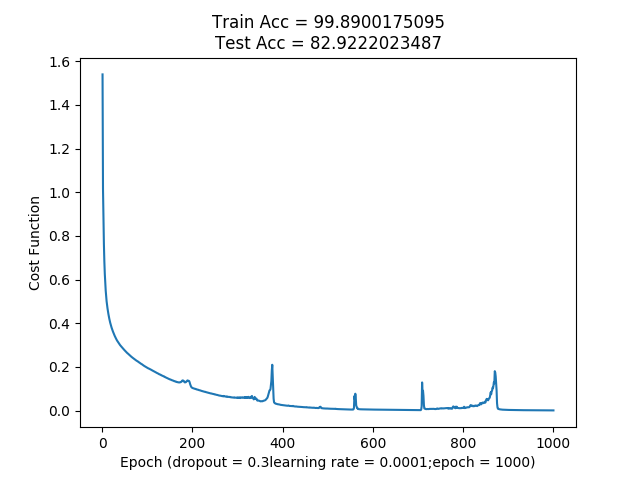 Train Acc = 99.8900175095
Test Acc = 82.9222023487
1.6
1.4
1.2
1.0
0.8
0.6
0.4
0.2
0.0
Cost Function
0 200 400 600 800 1000
Epoch (dropout = 0.3learning rate = 0.0001;epoch = 1000)